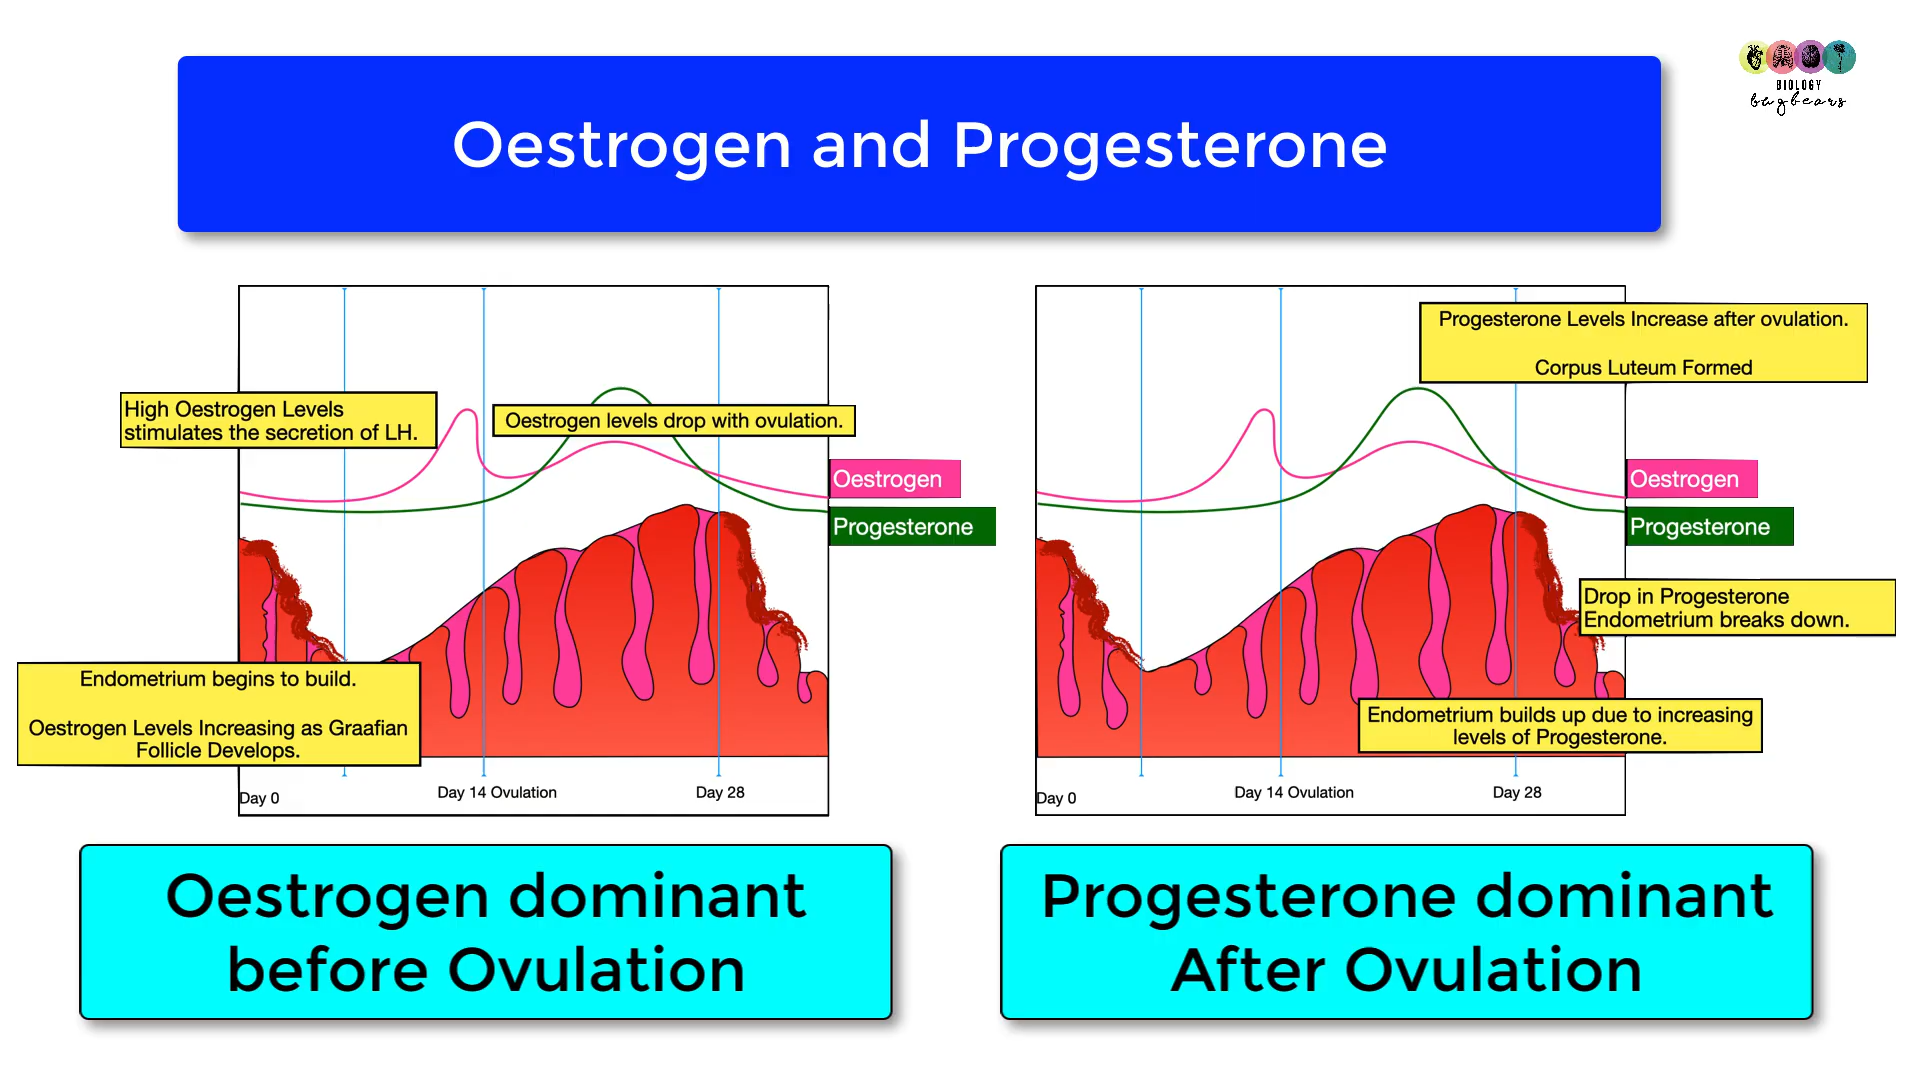 BIOLOGY
bugbears
Oestrogen and Progesterone
High Oestrogen Levels
stimulates the secretion of LH.
Oestrogen levels drop with ovulation.
Oestrogen
Progesterone
Endometrium begins to build.
Oestrogen Levels Increasing as Graafian
Follicle Develops.
Day 0
Day 14 Ovulation
Day 28
Progesterone Levels Increase after ovulation.
Corpus Luteum Formed
Oestrogen
Progesterone
Drop in Progesterone
Endometrium breaks down.
Endometrium builds up due to increasing
levels of Progesterone.
Day 0
Day 14 Ovulation
Day 28
Oestrogen dominant
before Ovulation
Progesterone dominant
After Ovulation